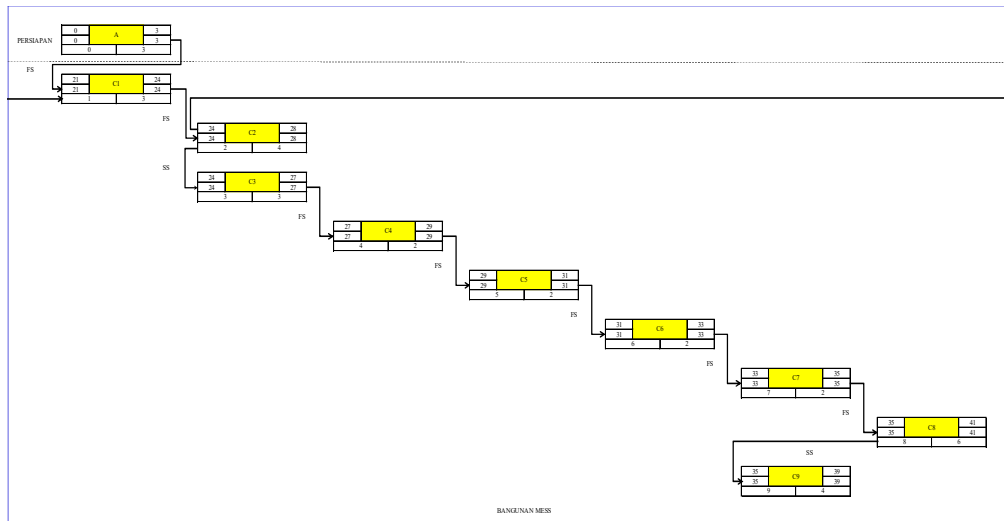 0 A 3
PERSIAPAN 0 3
0 3
FS
21 C1 24
21 24
1 3
FS
24 C2 28
24 28
2 4
SS
24 C3 27
24 27
3 3
FS
27 C4 29
27 29
4 2
FS
29 C5 31
29 31
5 2
FS
31 C6 33
31 33
6 2
FS
33 C7 35
33 35
7 2
FS
35 C8 41
35 41
8 6
SS
35 C9 39
35 39
9 4
BANGUNAN MESS